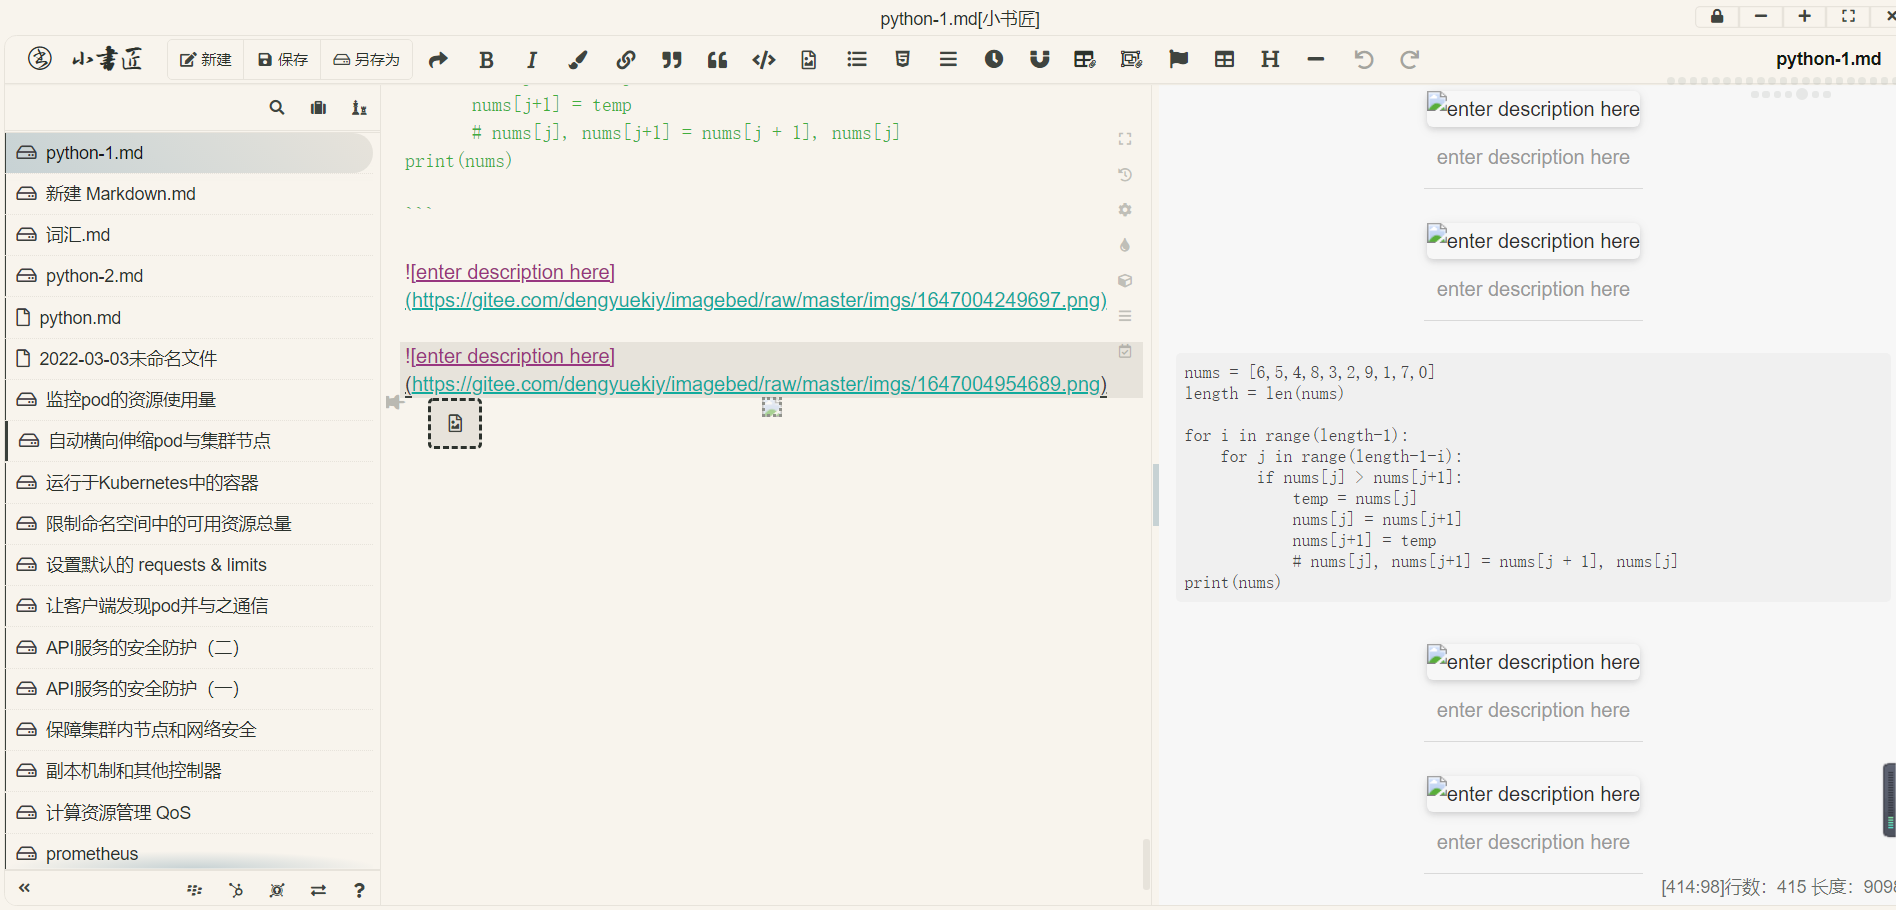 python-1.md[小书匠]
小书匠
新建
保存
另存为
python-1.md
python-1.md
新建 Markdown.md
词汇.md
python-2.md
python.md
2022-03-03未命名文件
监控pod的资源使用量
自动横向伸缩pod与集群节点
运行于Kubernetes中的容器
限制命名空间中的可用资源总量
设置默认的 requests & limits
让客户端发现pod并与之通信
API服务的安全防护（二）
API服务的安全防护（一）
保障集群内节点和网络安全
副本机制和其他控制器
计算资源管理 QoS
prometheus
nums[j+1] = temp
# nums[j], nums[j+1] = nums[j + 1], nums[j]
print(nums)
```
![enter description here]
(https://gitee.com/dengyuekiy/imagebed/raw/master/imgs/1647004249697.png)
![enter description here]
(https://gitee.com/dengyuekiy/imagebed/raw/master/imgs/1647004954689.png)
enter description here
enter description here
enter description here
enter description here
nums = [6,5,4,8,3,2,9,1,7,0]
length = len(nums)
for i in range(length-1):
    for j in range(length-1-i):
        if nums[j] > nums[j+1]:
            temp = nums[j]
            nums[j] = nums[j+1]
            nums[j+1] = temp
            # nums[j], nums[j+1] = nums[j + 1], nums[j]
print(nums)
enter description here
enter description here
enter description here
enter description here
[414:98]行数：415 长度：9098